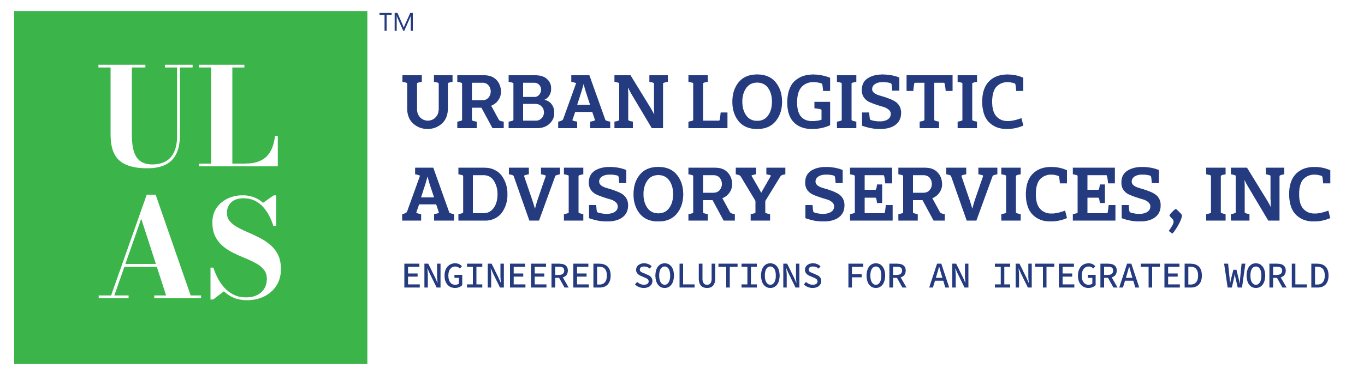 UL
AS
TM
URBAN LOGISTIC
ADVISORY SERVICES, INC
ENGINEERED SOLUTIONS FOR AN INTEGRATED WORLD